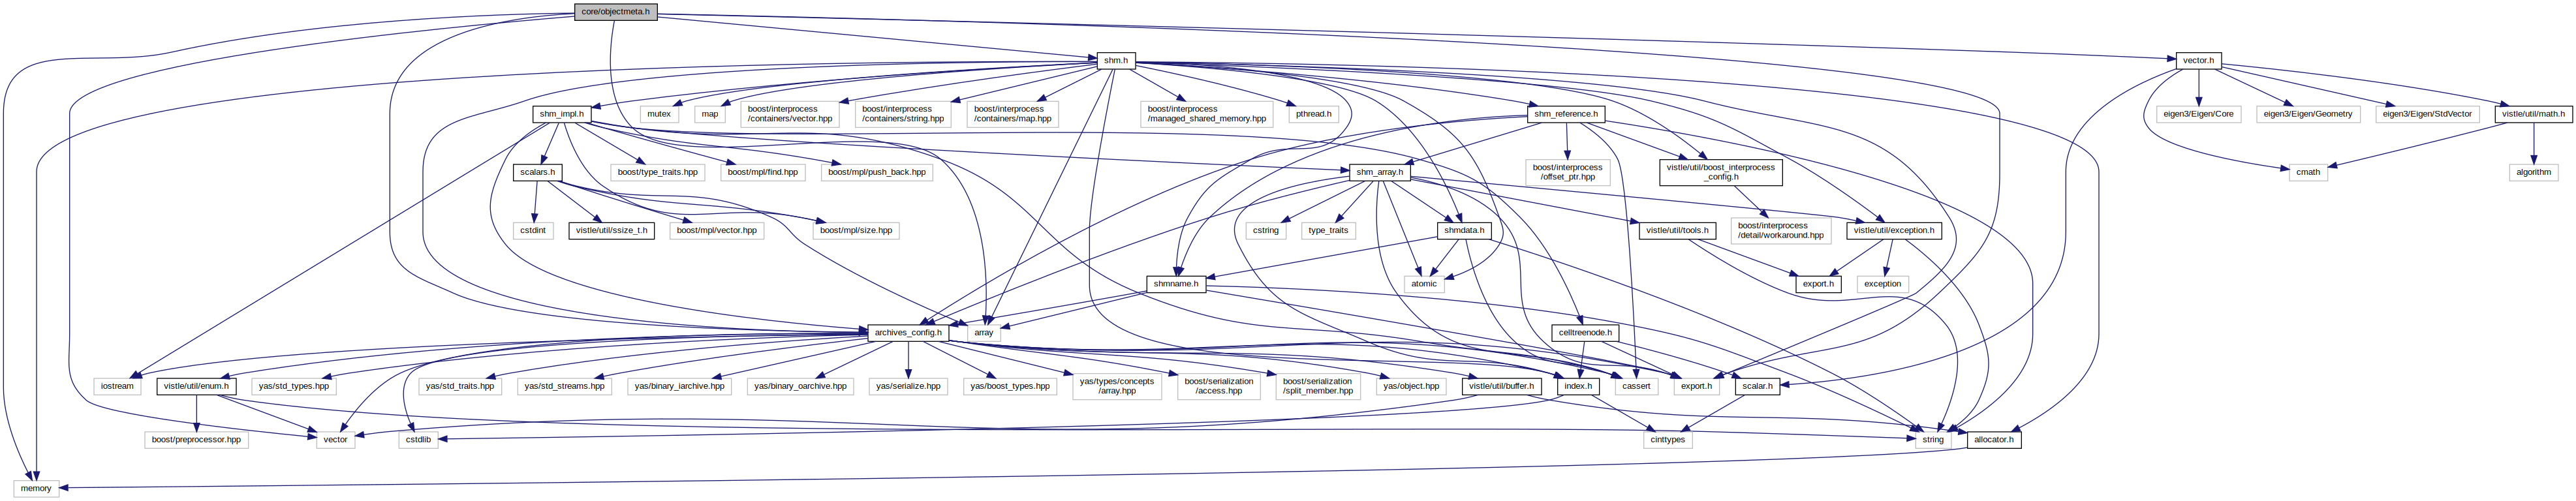 core/objectmeta.h
shm.h
vector.h
shm_impl.h
mutex
map
boost/interprocess
/containers/vector.hpp
boost/interprocess
/containers/string.hpp
boost/interprocess
/containers/map.hpp
boost/interprocess
/managed_shared_memory.hpp
pthread.h
shm_reference.h
eigen3/Eigen/Core
eigen3/Eigen/Geometry
eigen3/Eigen/StdVector
vistle/util/math.h
scalars.h
boost/type_traits.hpp
boost/mpl/find.hpp
boost/mpl/push_back.hpp
shm_array.h
boost/interprocess
/offset_ptr.hpp
vistle/util/boost_interprocess
_config.h
cmath
algorithm
cstdint
vistle/util/ssize_t.h
boost/mpl/vector.hpp
boost/mpl/size.hpp
cstring
type_traits
shmdata.h
vistle/util/tools.h
boost/interprocess
/detail/workaround.hpp
vistle/util/exception.h
shmname.h
atomic
export.h
exception
archives_config.h
array
celltreenode.h
iostream
vistle/util/enum.h
yas/std_types.hpp
yas/std_traits.hpp
yas/std_streams.hpp
yas/binary_iarchive.hpp
yas/binary_oarchive.hpp
yas/serialize.hpp
yas/boost_types.hpp
yas/types/concepts
/array.hpp
boost/serialization
/access.hpp
boost/serialization
/split_member.hpp
yas/object.hpp
vistle/util/buffer.h
index.h
cassert
export.h
scalar.h
boost/preprocessor.hpp
vector
cstdlib
cinttypes
string
allocator.h
memory